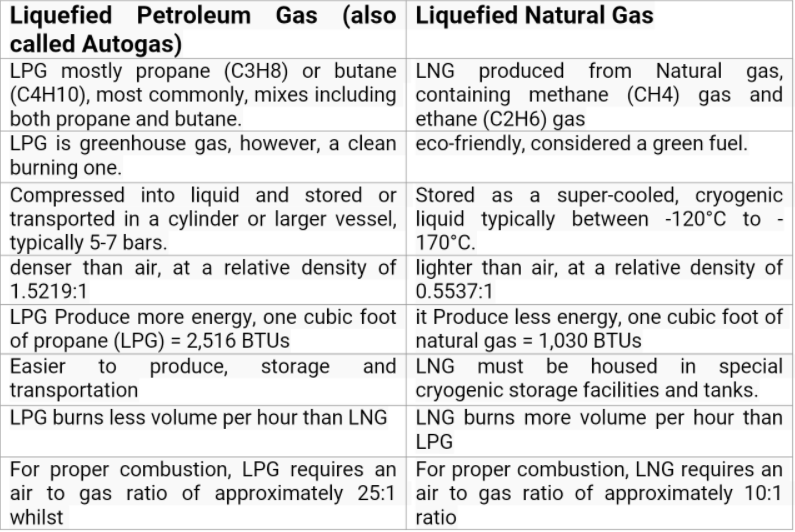 Liquefied Petroleum Gas (also
called Autogas)
Liquefied Natural Gas
LPG mostly propane (C3H8) or butane
(C4H10), most commonly, mixes including
both propane and butane.
LNG produced from Natural gas,
containing methane (CH4) gas and
ethane (C2H6) gas
LPG is greenhouse gas, however, a clean
burning one.
eco-friendly, considered a green fuel.
Compressed into liquid and stored or
transported in a cylinder or larger vessel,
typically 5-7 bars.
Stored as a super-cooled, cryogenic
liquid typically between -120°C to -
170°C.
denser than air, at a relative density of
1.5219:1
lighter than air, at a relative density of
0.5537:1
LPG Produce more energy, one cubic foot
of propane (LPG) = 2,516 BTUs
it Produce less energy, one cubic foot of
natural gas = 1,030 BTUs
Easier to produce, storage and
transportation
LNG must be housed in special
cryogenic storage facilities and tanks.
LPG burns less volume per hour than LNG
LNG burns more volume per hour than
LPG
For proper combustion, LPG requires an
air to gas ratio of approximately 25:1
whilst
For proper combustion, LNG requires an
air to gas ratio of approximately 10:1
ratio